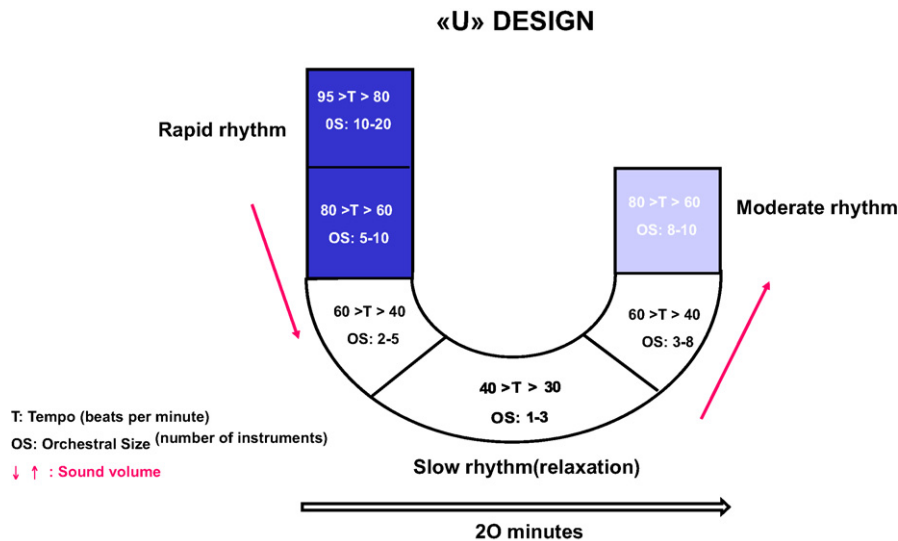 «U» DESIGN
95 >T > 80
0S: 10-20
Rapid rhythm
80 >T > 60
OS: 5-10
80 >T > 60
OS: 8-10
Moderate rhythm
60 >T > 40
OS: 2-5
60 >T > 40
OS: 3-8
40 >T > 30
OS: 1-3
T: Tempo (beats per minute)
OS: Orchestral Size (number of instruments)
↓ ↑ : Sound volume
Slow rhythm(relaxation)
2O minutes